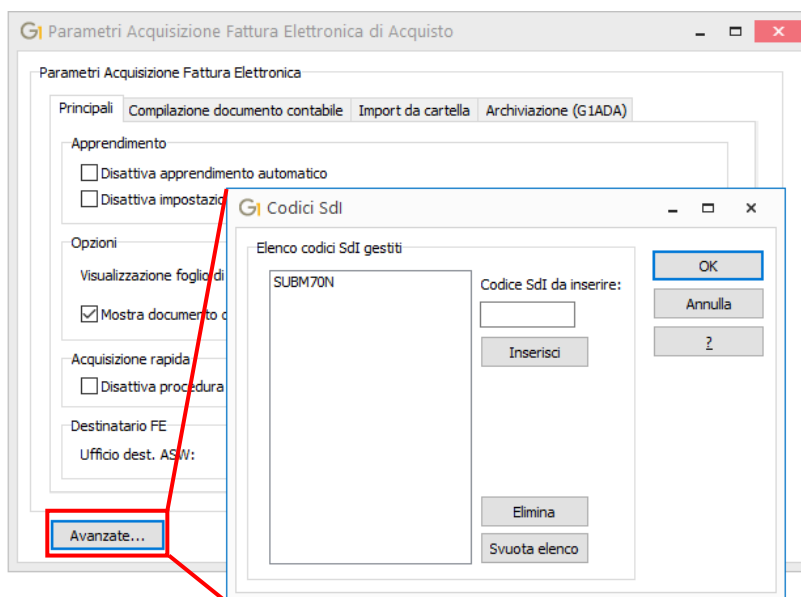 G1 Parametri Acquisizione Fattura Elettronica di Acquisto
Parametri Acquisizione Fattura Elettronica
Principali Compilazione documento contabile Import da cartella Archiviazione (G1ADA)
Apprendimento
Disattiva apprendimento automatico
Disattiva
Opzioni
Visualizzazione foglio di
Mostra documento
Acquisizione rapida
Disattiva procedura
Destinatario FE
Ufficio dest. ASW:
Avanzate...
G1 Codici SdI
Elenco codici SdI gestiti
SUBM70N
Codice SdI da inserire:
Inserisci
Elimina
Svuota elenco
OK
Annulla
?